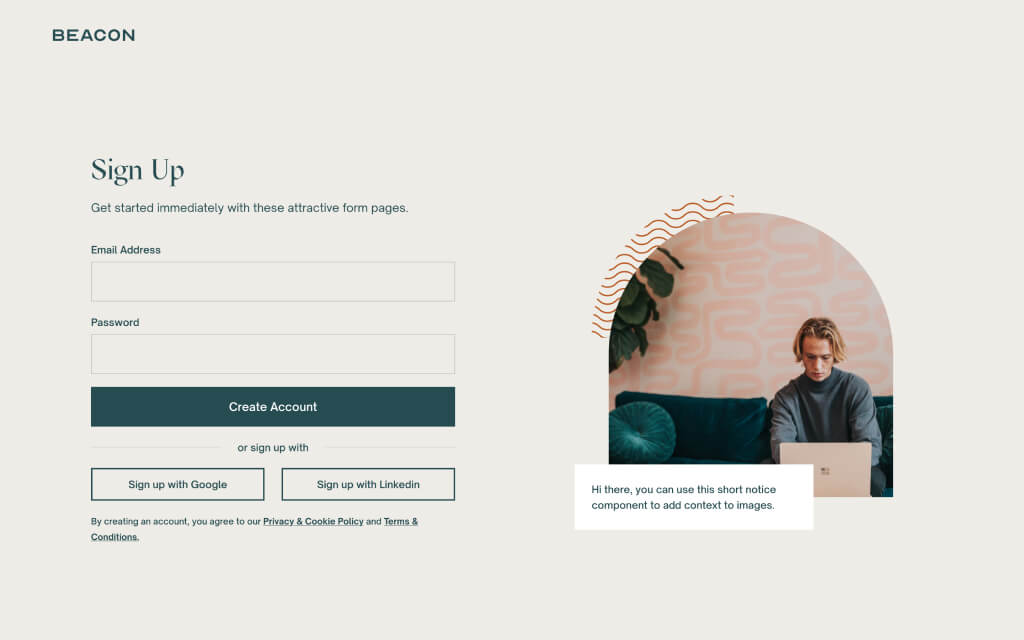 BEACON
Sign Up
Get started immediately with these attractive form pages.
Email Address
Password
Create Account
or sign up with
Sign up with Google
Sign up with Linkedin
By creating an account, you agree to our Privacy & Cookie Policy and Terms &
Conditions.
Hi there, you can use this short notice
component to add context to images.